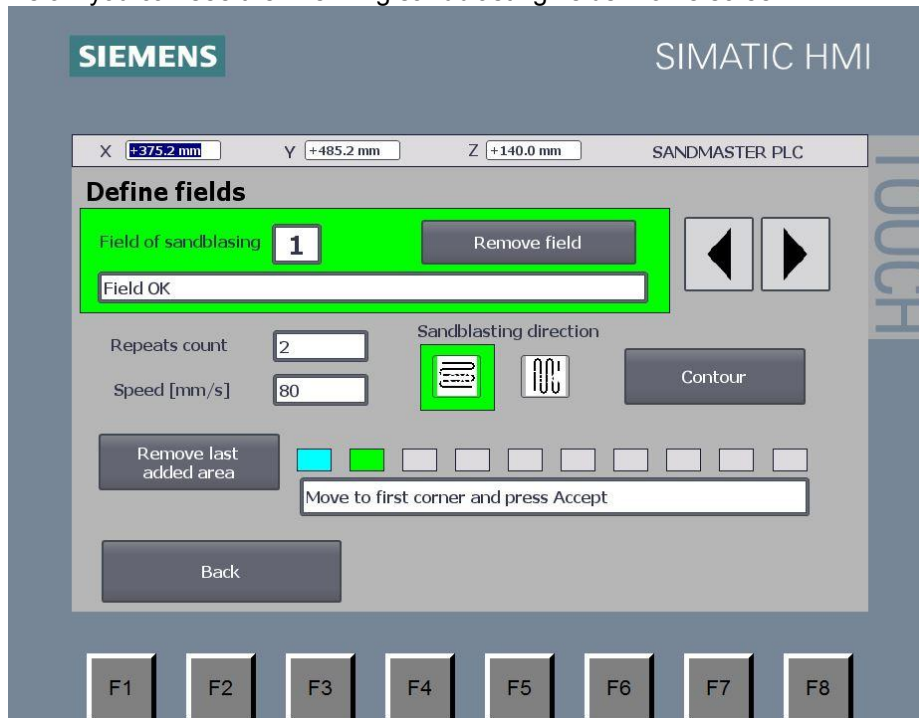 SIEMENS
SIMATIC HMI
X +375.2 mm Y +485.2 mm Z +140.0 mm SANDMASTER PLC
TOUCH
Define fields
Field of sandblasing 1 Remove field
Field OK
Sandblasting direction
Repeats count 2
Speed [mm/s] 80
Contour
Remove last
added area
Move to first corner and press Accept
Back
F1 F2 F3 F4 F5 F6 F7 F8